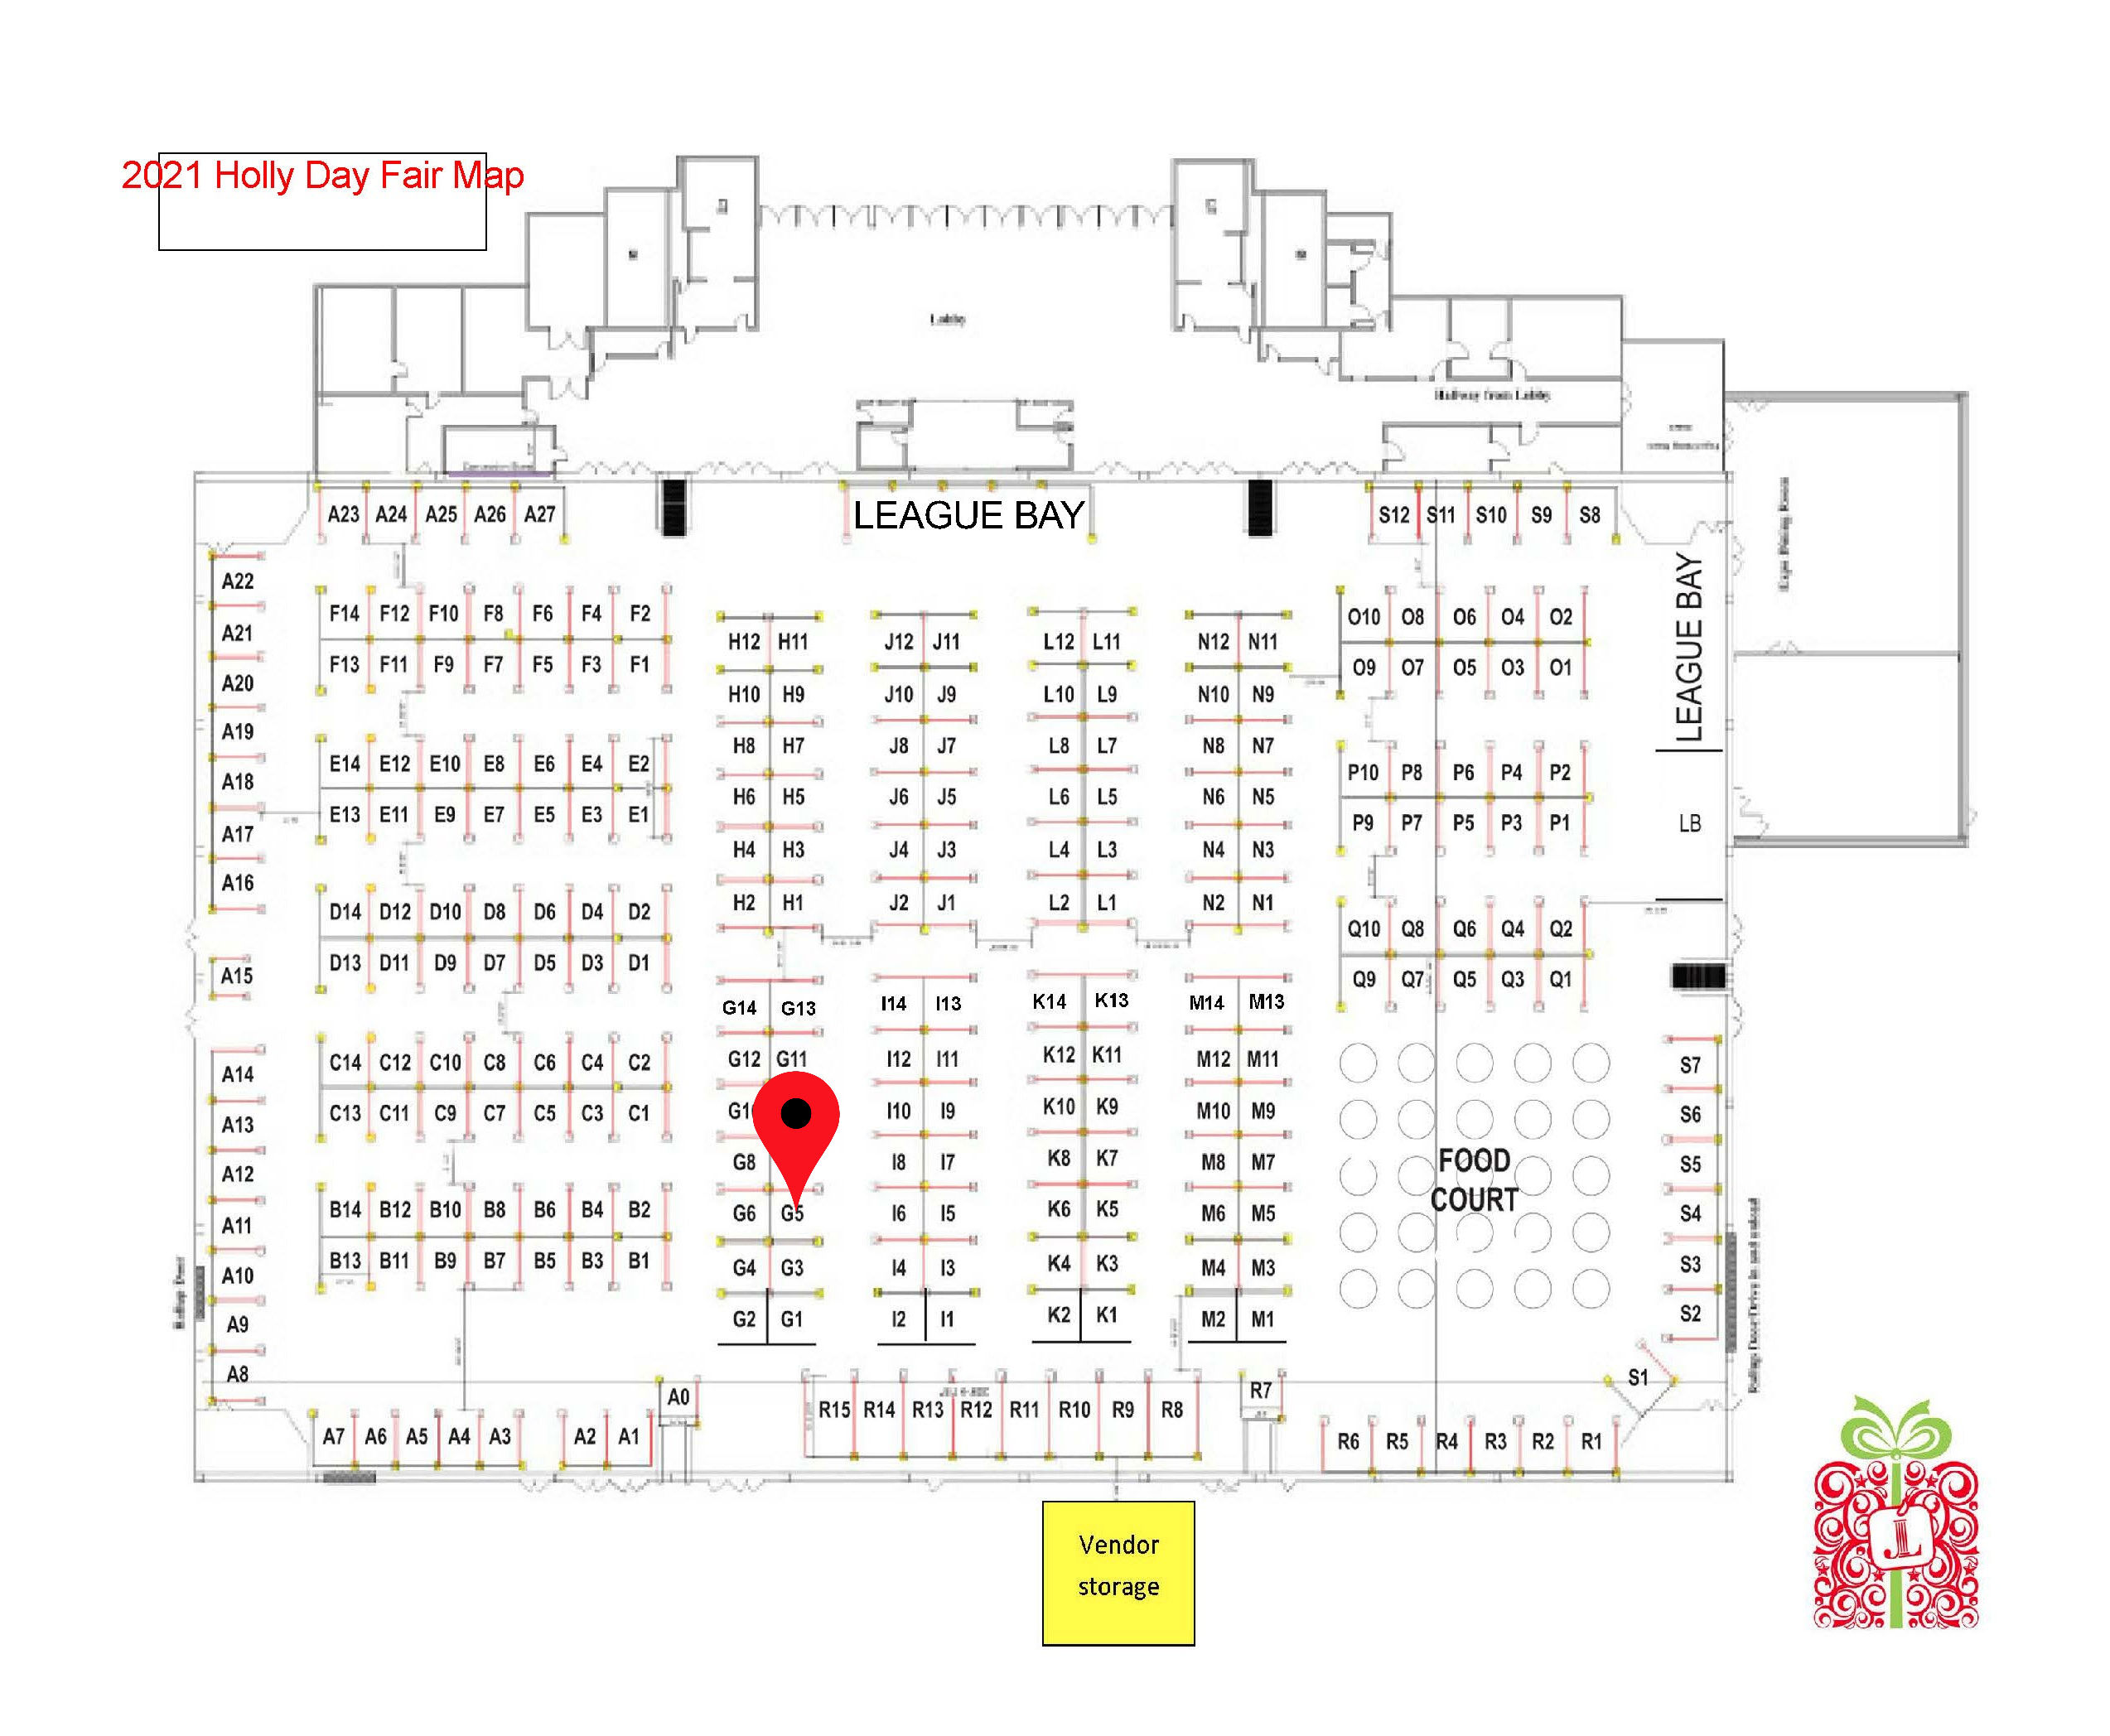 2021 Holly Day Fair Map
Lobby
Hallway from Lobby
LEAGUE BAY
A23 A24 A25 A26 A27
S12 S11 S10 S9 S8
A22
A21
A20
A19
A18
A17
A16
A15
A14
A13
A12
A11
A10
A9
A8
F14 F12 F10 F8 F6 F4 F2
F13 F11 F9 F7 F5 F3 F1
E14 E12 E10 E8 E6 E4 E2
E13 E11 E9 E7 E5 E3 E1
D14 D12 D10 D8 D6 D4 D2
D13 D11 D9 D7 D5 D3 D1
C14 C12 C10 C8 C6 C4 C2
C13 C11 C9 C7 C5 C3 C1
B14 B12 B10 B8 B6 B4 B2
B13 B11 B9 B7 B5 B3 B1
H12 H11
H10 H9
H8 H7
H6 H5
H4 H3
H2 H1
G14 G13
G12 G11
G8
G6 G5
G4 G3
G2 G1
J12 J11
J10 J9
J8 J7
J6 J5
J4 J3
J2 J1
I14 I13
I12 I11
I10 I9
I8 I7
I6 I5
I4 I3
I2 I1
L12 L11
L10 L9
L8 L7
L6 L5
L4 L3
L2 L1
K14 K13
K12 K11
K10 K9
K8 K7
K6 K5
K4 K3
K2 K1
N12 N11
N10 N9
N8 N7
N6 N5
N4 N3
N2 N1
M14 M13
M12 M11
M10 M9
M8 M7
M6 M5
M4 M3
M2 M1
O10 O8 O6 O4 O2
O9 O7 O5 O3 O1
P10 P8 P6 P4 P2
P9 P7 P5 P3 P1
Q10 Q8 Q6 Q4 Q2
Q9 Q7 Q5 Q3 Q1
LEAGUE BAY
LB
FOOD
COURT
S7
S6
S5
S4
S3
S2
S1
A7 A6 A5 A4 A3 A2 A1
A0
R15 R14 R13 R12 R11 R10 R9 R8
R7
R6 R5 R4 R3 R2 R1
Vendor
storage
JL